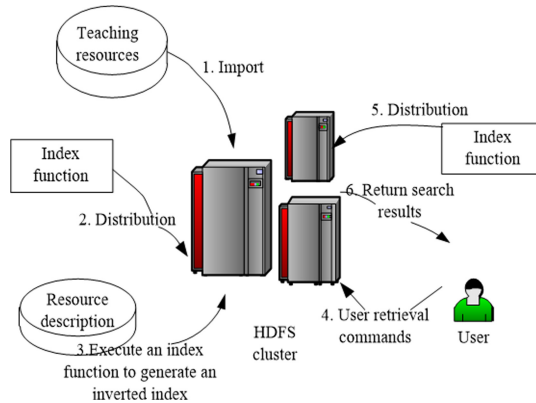 Teaching
resources
1. Import
5. Distribution
Index
function
Index
function
6. Return search
results
2. Distribution
Resource
description
3.Execute an index
function to generate an
inverted index
HDFS
cluster
4. User retrieval
commands
User